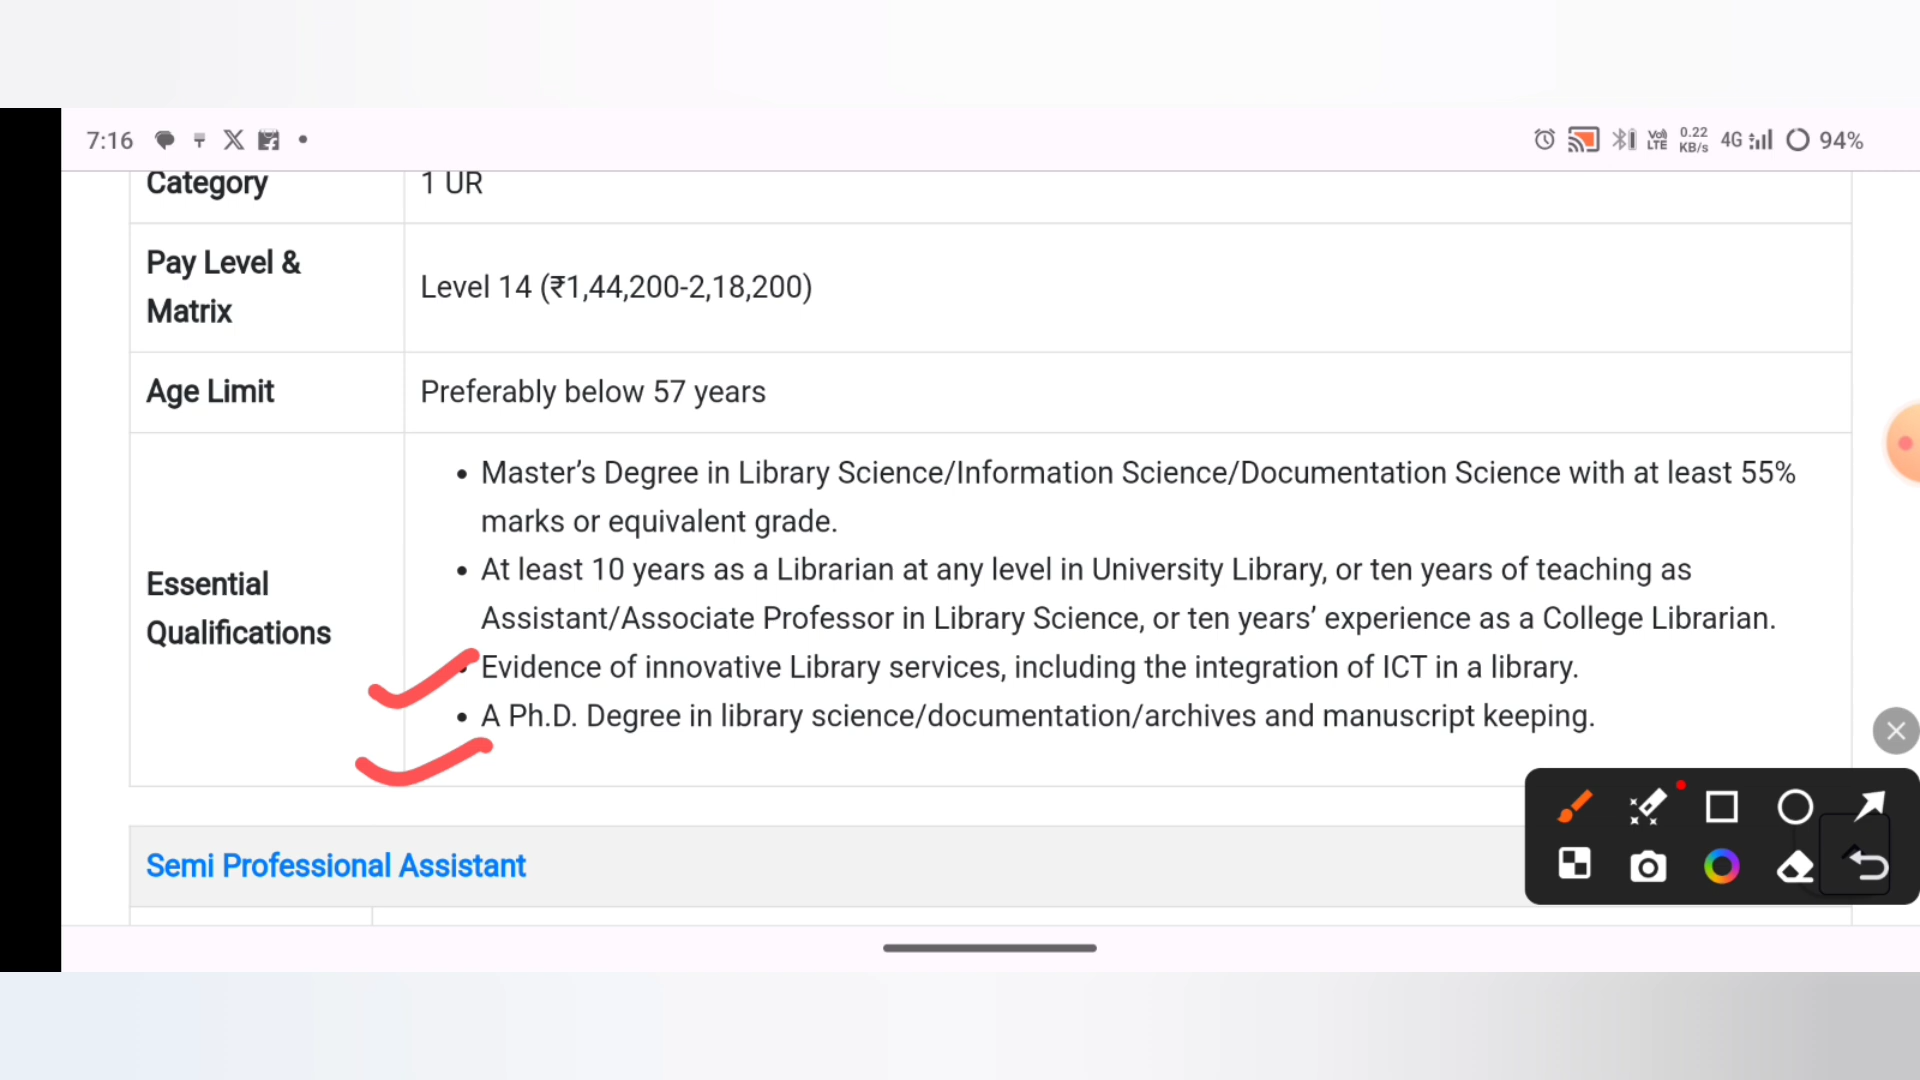 7:16
Vo) LTE 0.22 KB/s 4G 94%
Category 1 UR
Pay Level &
Matrix
Level 14 (₹1,44,200-2,18,200)
Age Limit Preferably below 57 years
Essential
Qualifications
• Master’s Degree in Library Science/Information Science/Documentation Science with at least 55%
marks or equivalent grade.
• At least 10 years as a Librarian at any level in University Library, or ten years of teaching as
Assistant/Associate Professor in Library Science, or ten years’ experience as a College Librarian.
• Evidence of innovative Library services, including the integration of ICT in a library.
• A Ph.D. Degree in library science/documentation/archives and manuscript keeping.
Semi Professional Assistant